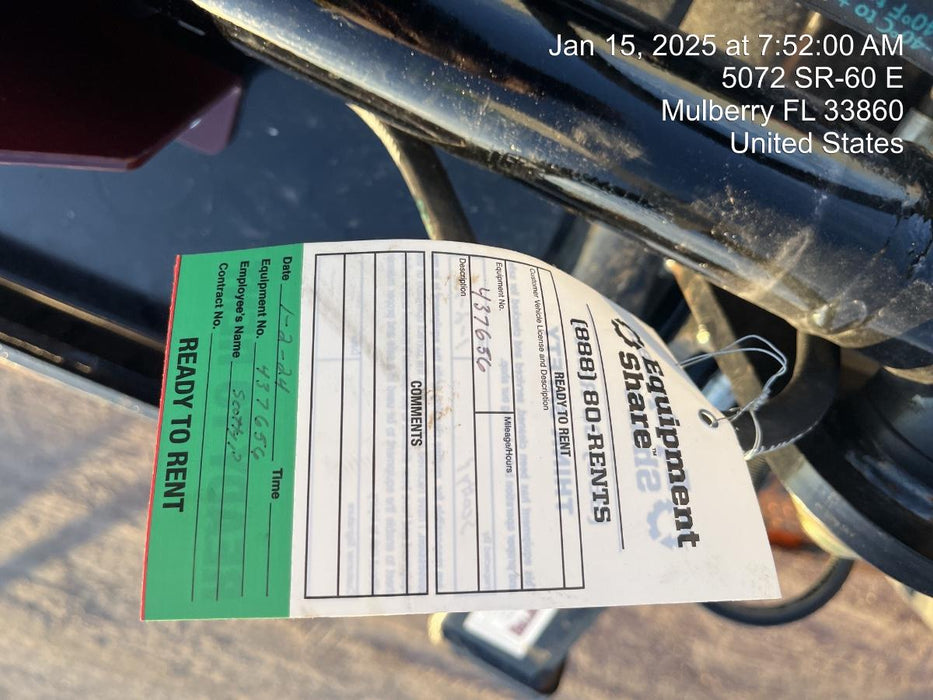 Jan 15, 2025 at 7:52:00 AM
5072 SR-60 E
Mulberry FL 33860
United States
Equipment
Share™
(888) 80-RENTS
READY TO RENT
Customer Vehicle License and Description
Equipment No. Mileage/Hours
437656
Description
COMMENTS
Date 1-2-24 Time
Equipment No. 437656
Employee's Name
Contract No.
READY TO RENT